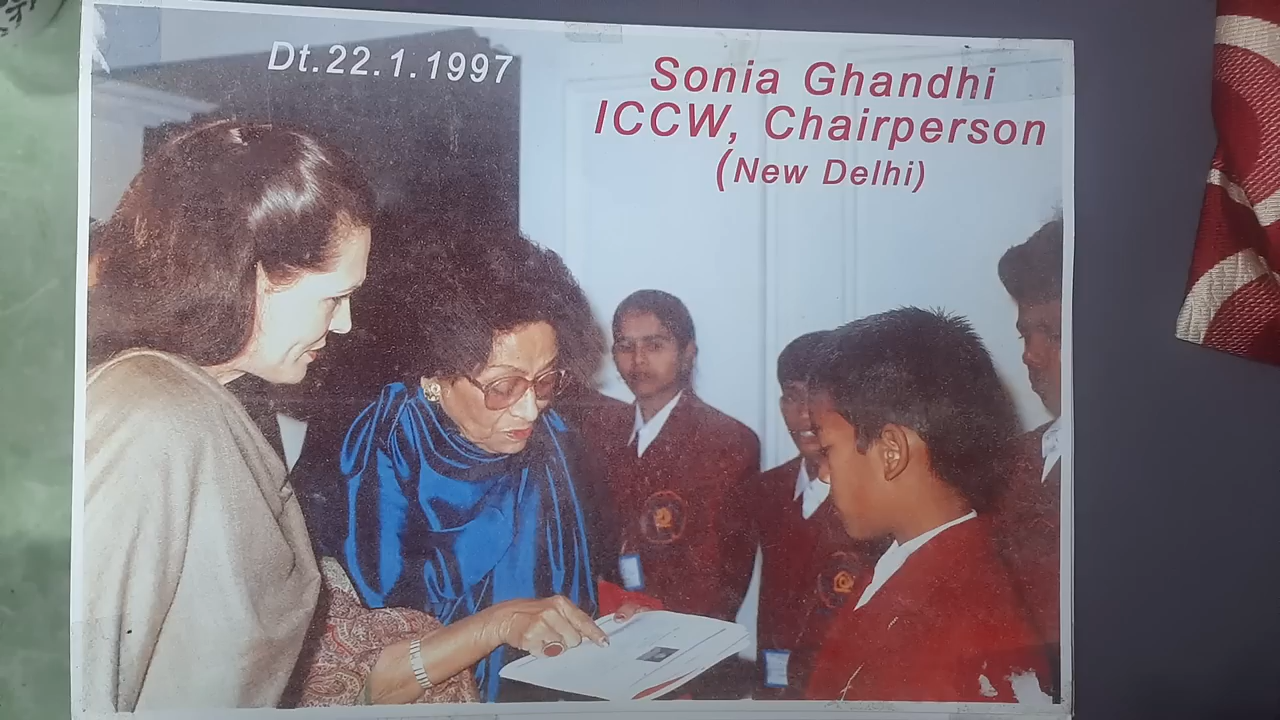 Dt.22.1.1997
Sonia Ghandhi
ICCW, Chairperson
(New Delhi)